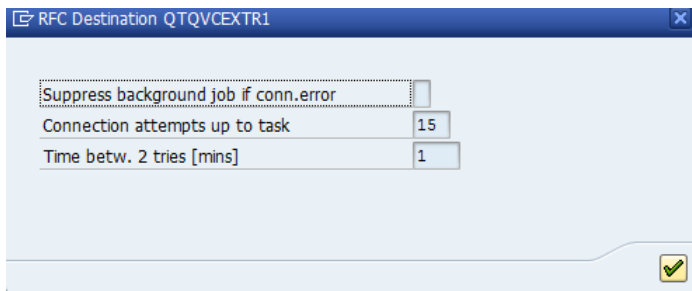 RFC Destination QTQVCEXTR1
Suppress background job if conn.error
Connection attempts up to task 15
Time betw. 2 tries [mins] 1